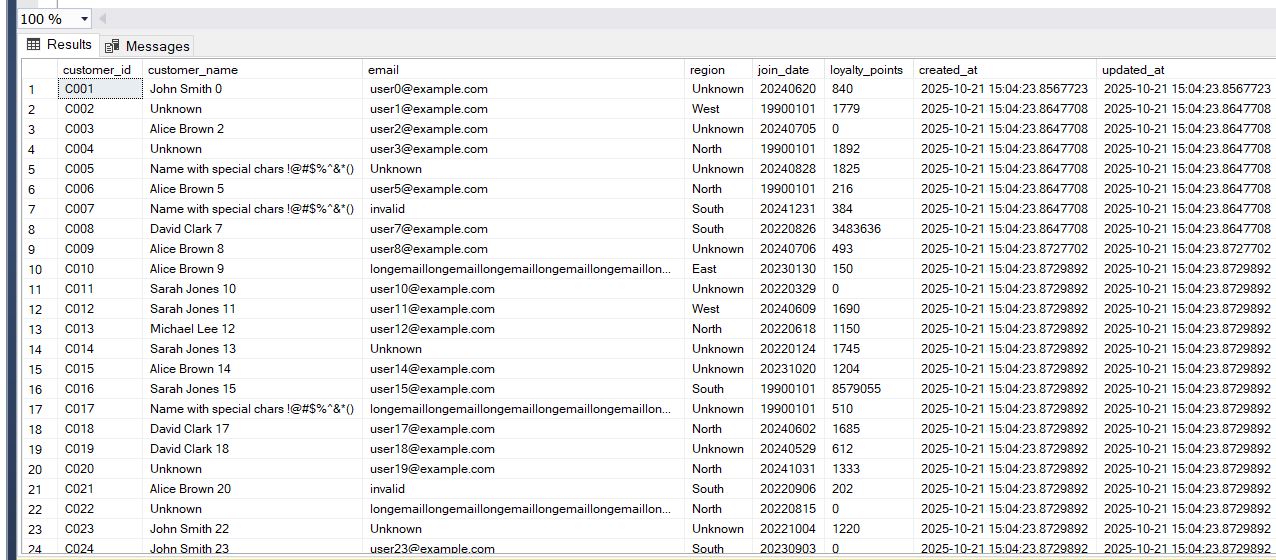 100 %
Results Messages
customer_id customer_name email region join_date loyalty_points created_at updated_at
1 C001 John Smith 0 user0@example.com Unknown 20240620 840 2025-10-21 15:04:23.8567723 2025-10-21 15:04:23.8567723
2 C002 Unknown user1@example.com West 19900101 1779 2025-10-21 15:04:23.8647708 2025-10-21 15:04:23.8647708
3 C003 Alice Brown 2 user2@example.com Unknown 20240705 0 2025-10-21 15:04:23.8647708 2025-10-21 15:04:23.8647708
4 C004 Unknown user3@example.com North 19900101 1892 2025-10-21 15:04:23.8647708 2025-10-21 15:04:23.8647708
5 C005 Name with special chars !@#$%^&*() Unknown Unknown 20240828 1825 2025-10-21 15:04:23.8647708 2025-10-21 15:04:23.8647708
6 C006 Alice Brown 5 user5@example.com North 19900101 216 2025-10-21 15:04:23.8647708 2025-10-21 15:04:23.8647708
7 C007 Name with special chars !@#$%^&*() invalid South 20241231 384 2025-10-21 15:04:23.8647708 2025-10-21 15:04:23.8647708
8 C008 David Clark 7 user7@example.com South 20220826 3483636 2025-10-21 15:04:23.8647708 2025-10-21 15:04:23.8647708
9 C009 Alice Brown 8 user8@example.com Unknown 20240706 493 2025-10-21 15:04:23.8727702 2025-10-21 15:04:23.8727702
10 C010 Alice Brown 9 longemaillongemaillongemaillongemaillongemaillon... East 20230130 150 2025-10-21 15:04:23.8729892 2025-10-21 15:04:23.8729892
11 C011 Sarah Jones 10 user10@example.com Unknown 20220329 0 2025-10-21 15:04:23.8729892 2025-10-21 15:04:23.8729892
12 C012 Sarah Jones 11 user11@example.com West 20240609 1690 2025-10-21 15:04:23.8729892 2025-10-21 15:04:23.8729892
13 C013 Michael Lee 12 user12@example.com North 20220618 1150 2025-10-21 15:04:23.8729892 2025-10-21 15:04:23.8729892
14 C014 Sarah Jones 13 Unknown Unknown 20220124 1745 2025-10-21 15:04:23.8729892 2025-10-21 15:04:23.8729892
15 C015 Alice Brown 14 user14@example.com Unknown 20231020 1204 2025-10-21 15:04:23.8729892 2025-10-21 15:04:23.8729892
16 C016 Sarah Jones 15 user15@example.com South 19900101 8579055 2025-10-21 15:04:23.8729892 2025-10-21 15:04:23.8729892
17 C017 Name with special chars !@#$%^&*() longemaillongemaillongemaillongemaillongemaillon... Unknown 19900101 510 2025-10-21 15:04:23.8729892 2025-10-21 15:04:23.8729892
18 C018 David Clark 17 user17@example.com North 20240602 1685 2025-10-21 15:04:23.8729892 2025-10-21 15:04:23.8729892
19 C019 David Clark 18 user18@example.com Unknown 20240529 612 2025-10-21 15:04:23.8729892 2025-10-21 15:04:23.8729892
20 C020 Unknown user19@example.com North 20241031 1333 2025-10-21 15:04:23.8729892 2025-10-21 15:04:23.8729892
21 C021 Alice Brown 20 invalid South 20220906 202 2025-10-21 15:04:23.8729892 2025-10-21 15:04:23.8729892
22 C022 Unknown longemaillongemaillongemaillongemaillongemaillon... North 20220815 0 2025-10-21 15:04:23.8729892 2025-10-21 15:04:23.8729892
23 C023 John Smith 22 Unknown Unknown 20221004 1220 2025-10-21 15:04:23.8729892 2025-10-21 15:04:23.8729892
24 C024 John Smith 23 user23@example.com South 20230903 0 2025-10-21 15:04:23.8729892 2025-10-21 15:04:23.8729892